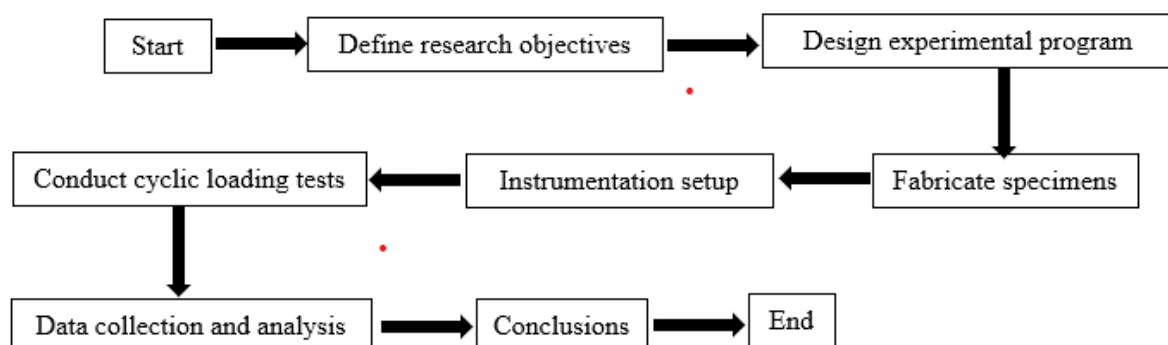 Start
Define research objectives
Design experimental program
Fabricate specimens
Instrumentation setup
Conduct cyclic loading tests
Data collection and analysis
Conclusions
End